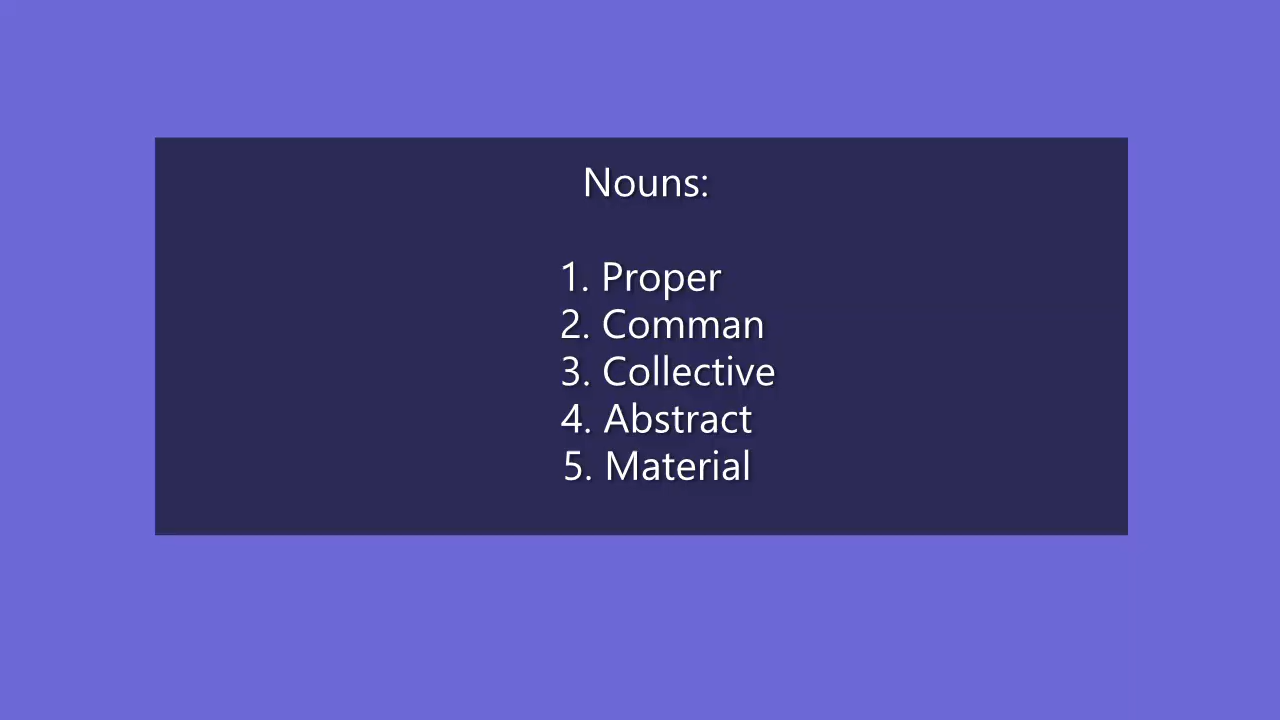 Nouns:
1. Proper
2. Comman
3. Collective
4. Abstract
5. Material